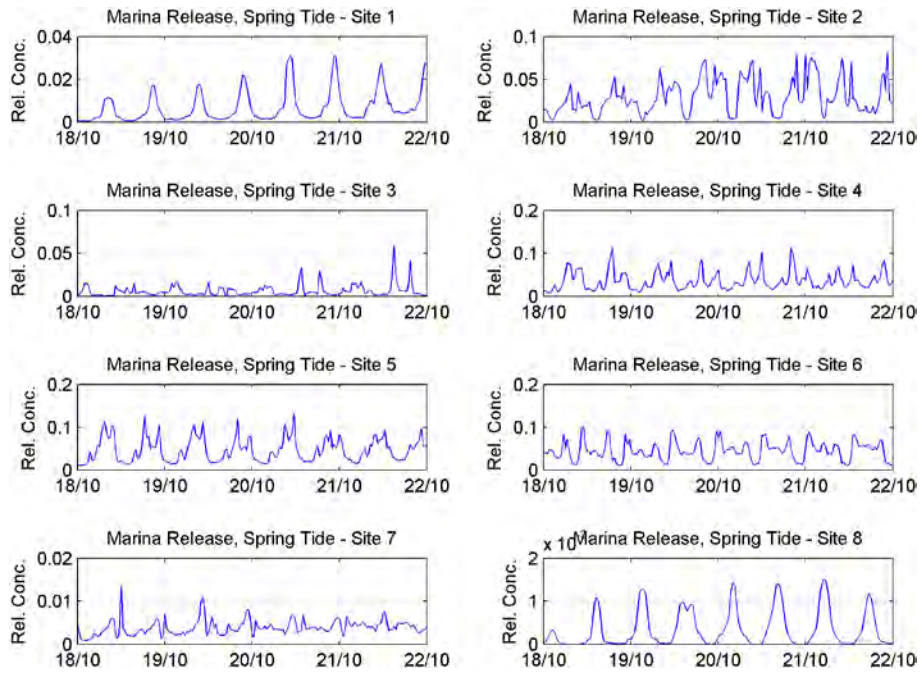 Marina Release, Spring Tide - Site 1
Rel. Conc.
0.04
0.02
0
18/10 19/10 20/10 21/10 22/10
Marina Release, Spring Tide - Site 2
Rel. Conc.
0.1
0.05
0
18/10 19/10 20/10 21/10 22/10
Marina Release, Spring Tide - Site 3
Rel. Conc.
0.1
0.05
0
18/10 19/10 20/10 21/10 22/10
Marina Release, Spring Tide - Site 4
Rel. Conc.
0.2
0.1
0
18/10 19/10 20/10 21/10 22/10
Marina Release, Spring Tide - Site 5
Rel. Conc.
0.2
0.1
0
18/10 19/10 20/10 21/10 22/10
Marina Release, Spring Tide - Site 6
Rel. Conc.
0.2
0.1
0
18/10 19/10 20/10 21/10 22/10
Marina Release, Spring Tide - Site 7
Rel. Conc.
0.02
0.01
0
18/10 19/10 20/10 21/10 22/10
x 10
Marina Release, Spring Tide - Site 8
Rel. Conc.
2
1
0
18/10 19/10 20/10 21/10 22/10